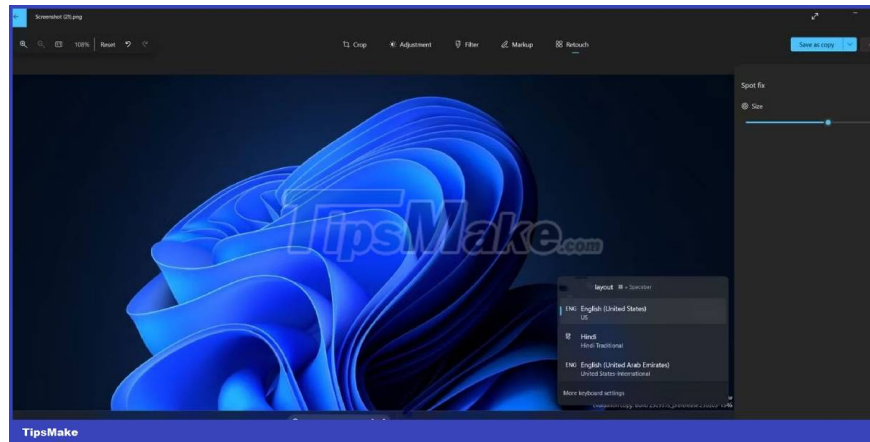 Screenshot (21).png
108% Reset
Crop Adjustment Filter Markup Retouch
Save as copy
Spot fix
Size
TipsMake.com
layout + Spacebar
ENG English (United States)
US
हि Hindi
Hindi Traditional
ENG English (United Arab Emirates)
United States-International
More keyboard settings
TipsMake